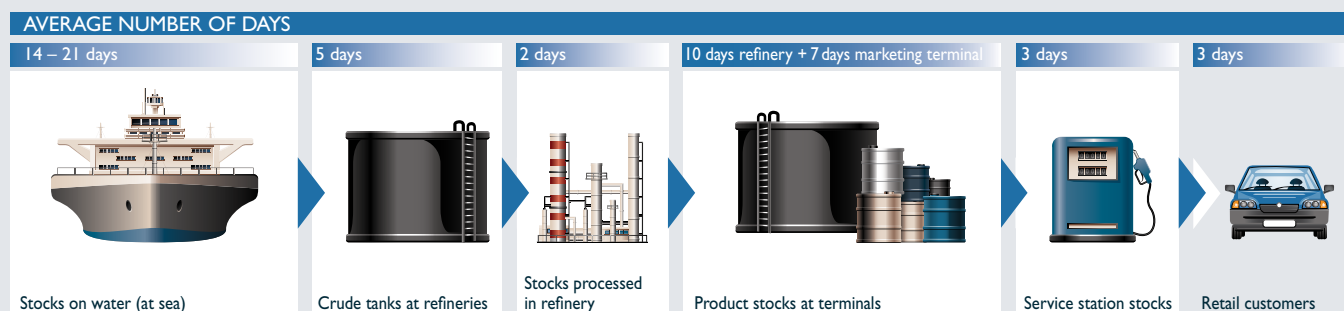 AVERAGE NUMBER OF DAYS
14 – 21 days
5 days
2 days
10 days refinery + 7 days marketing terminal
3 days
3 days
Stocks on water (at sea)
Crude tanks at refineries
Stocks processed
in refinery
Product stocks at terminals
Service station stocks
Retail customers